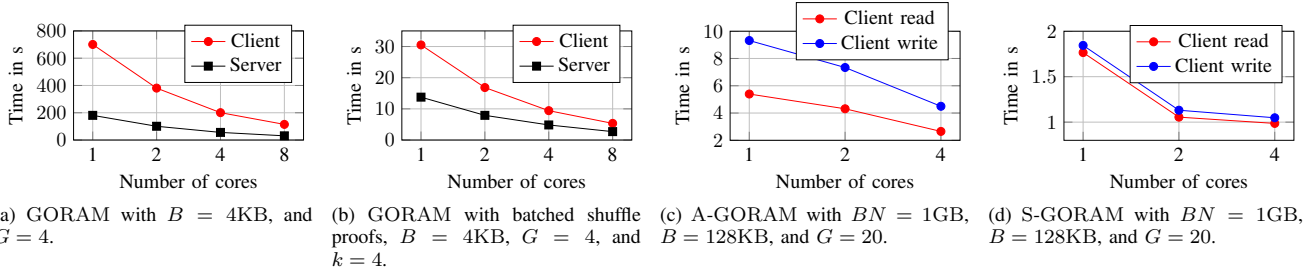 800
600
400
200
0
1
2
4
8
Time in s
Number of cores
Client
Server
30
20
10
0
1
2
4
8
Time in s
Number of cores
Client
Server
10
8
6
4
2
1
2
4
Time in s
Number of cores
Client read
Client write
2
1.5
1
1
2
4
Time in s
Number of cores
Client read
Client write
a) GORAM with B = 4KB, and
G = 4.
(b) GORAM with batched shuffle
proofs, B = 4KB, G = 4, and
k = 4.
(c) A-GORAM with BN = 1GB,
B = 128KB, and G = 20.
(d) S-GORAM with BN = 1GB,
B = 128KB, and G = 20.